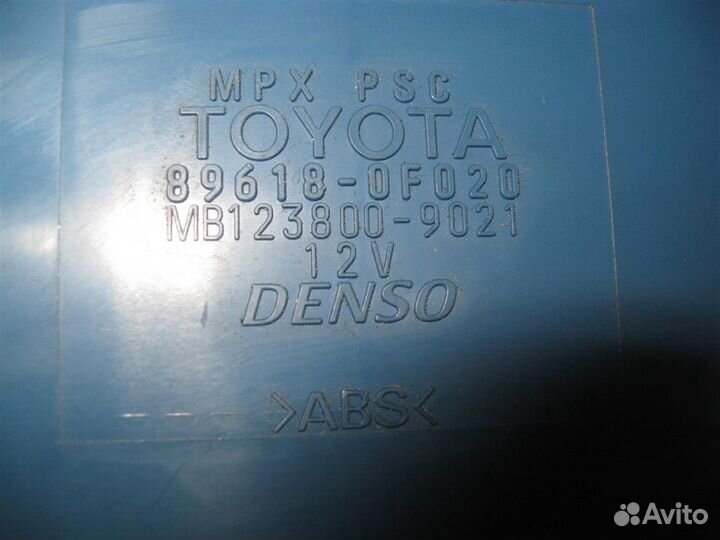 MPX PSC
TOYOTA
89618-0F020
MB123800-9021
12V
DENSO
>ABS<
Avito